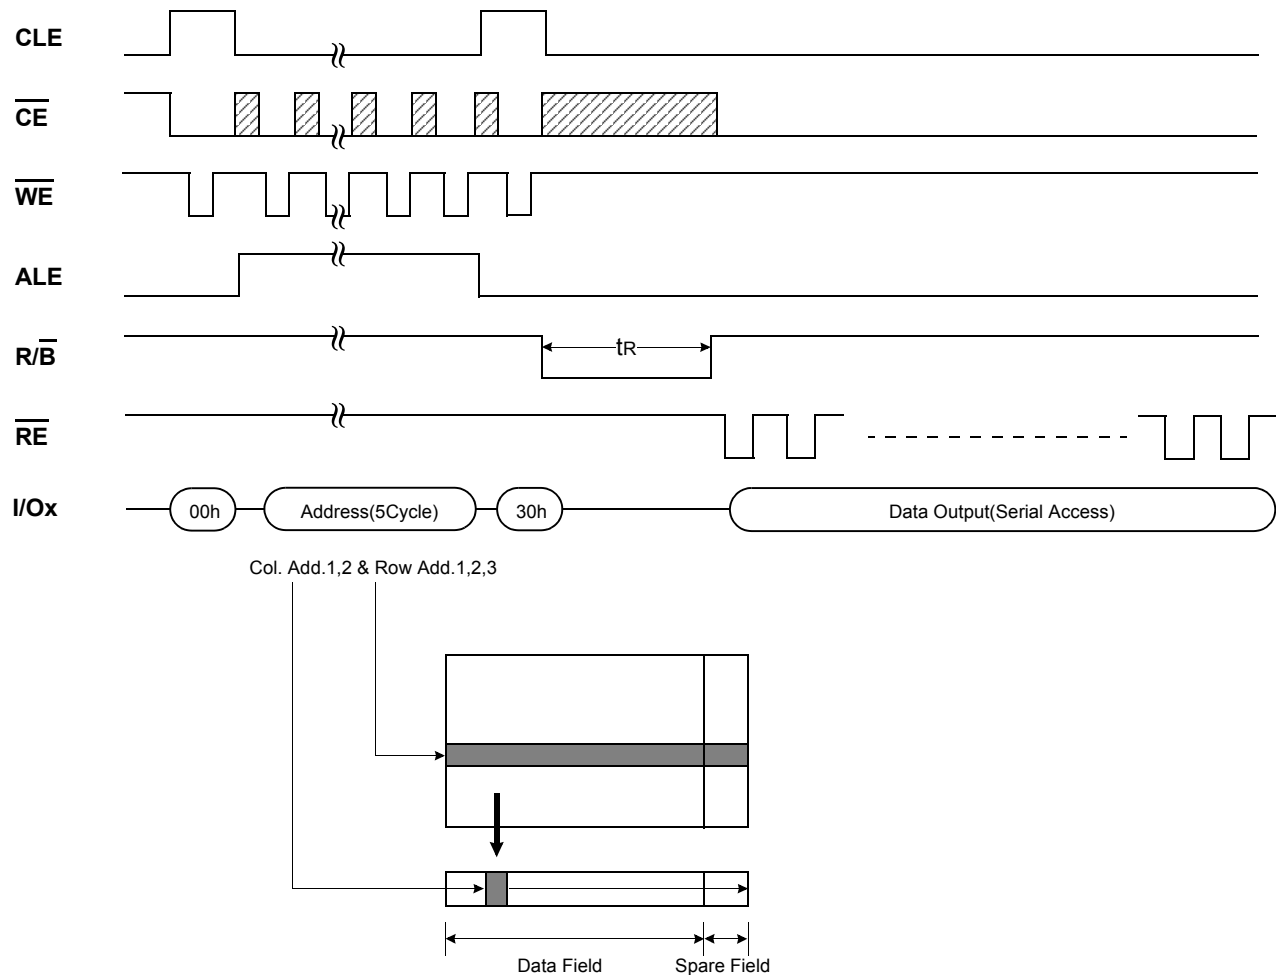 CLE
CE
WE
ALE
R/B
tR
RE
I/Ox
00h
Address(5Cycle)
30h
Data Output(Serial Access)
Col. Add.1,2 & Row Add.1,2,3
Data Field
Spare Field